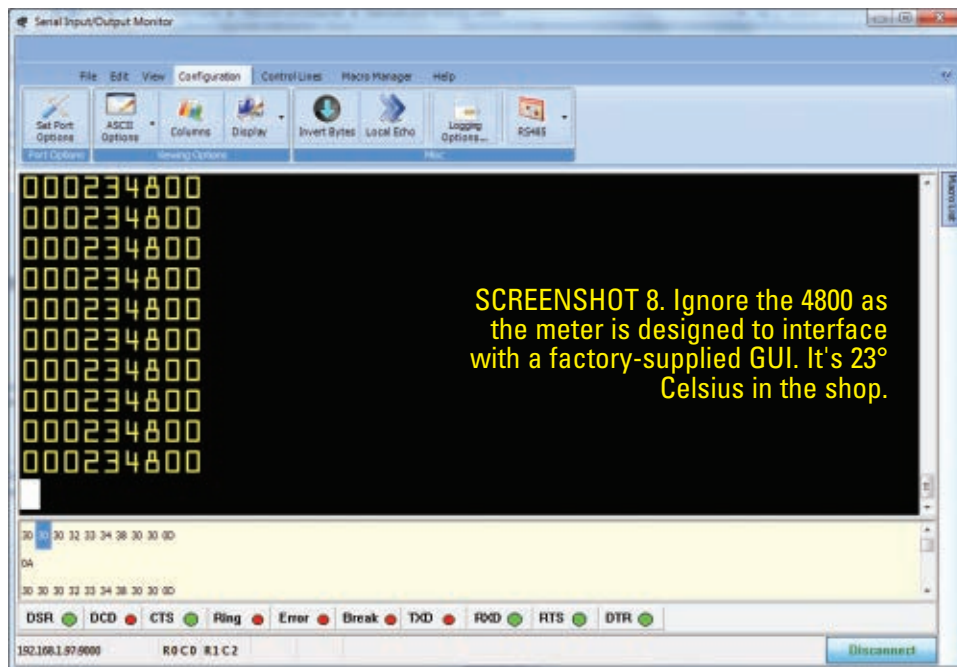 Serial Input/Output Monitor
File Edit View Configuration Control Lines Macro Manager Help
Set Port Options
ASCII Options
Columns
Display
Invert Bytes
Local Echo
Logging Options...
RS485
Port Options
Viewing Options
Misc
Macro List
000234800
000234800
000234800
000234800
000234800
000234800
000234800
000234800
000234800
000234800
SCREENSHOT 8. Ignore the 4800 as
the meter is designed to interface
with a factory-supplied GUI. It's 23°
Celsius in the shop.
30 30 30 32 33 34 38 30 30 0D
0A
30 30 30 32 33 34 38 30 30 0D
DSR DCD CTS Ring Error Break TXD RXD RTS DTR
192.168.1.97:9000 R0C0 R1C2 Disconnect